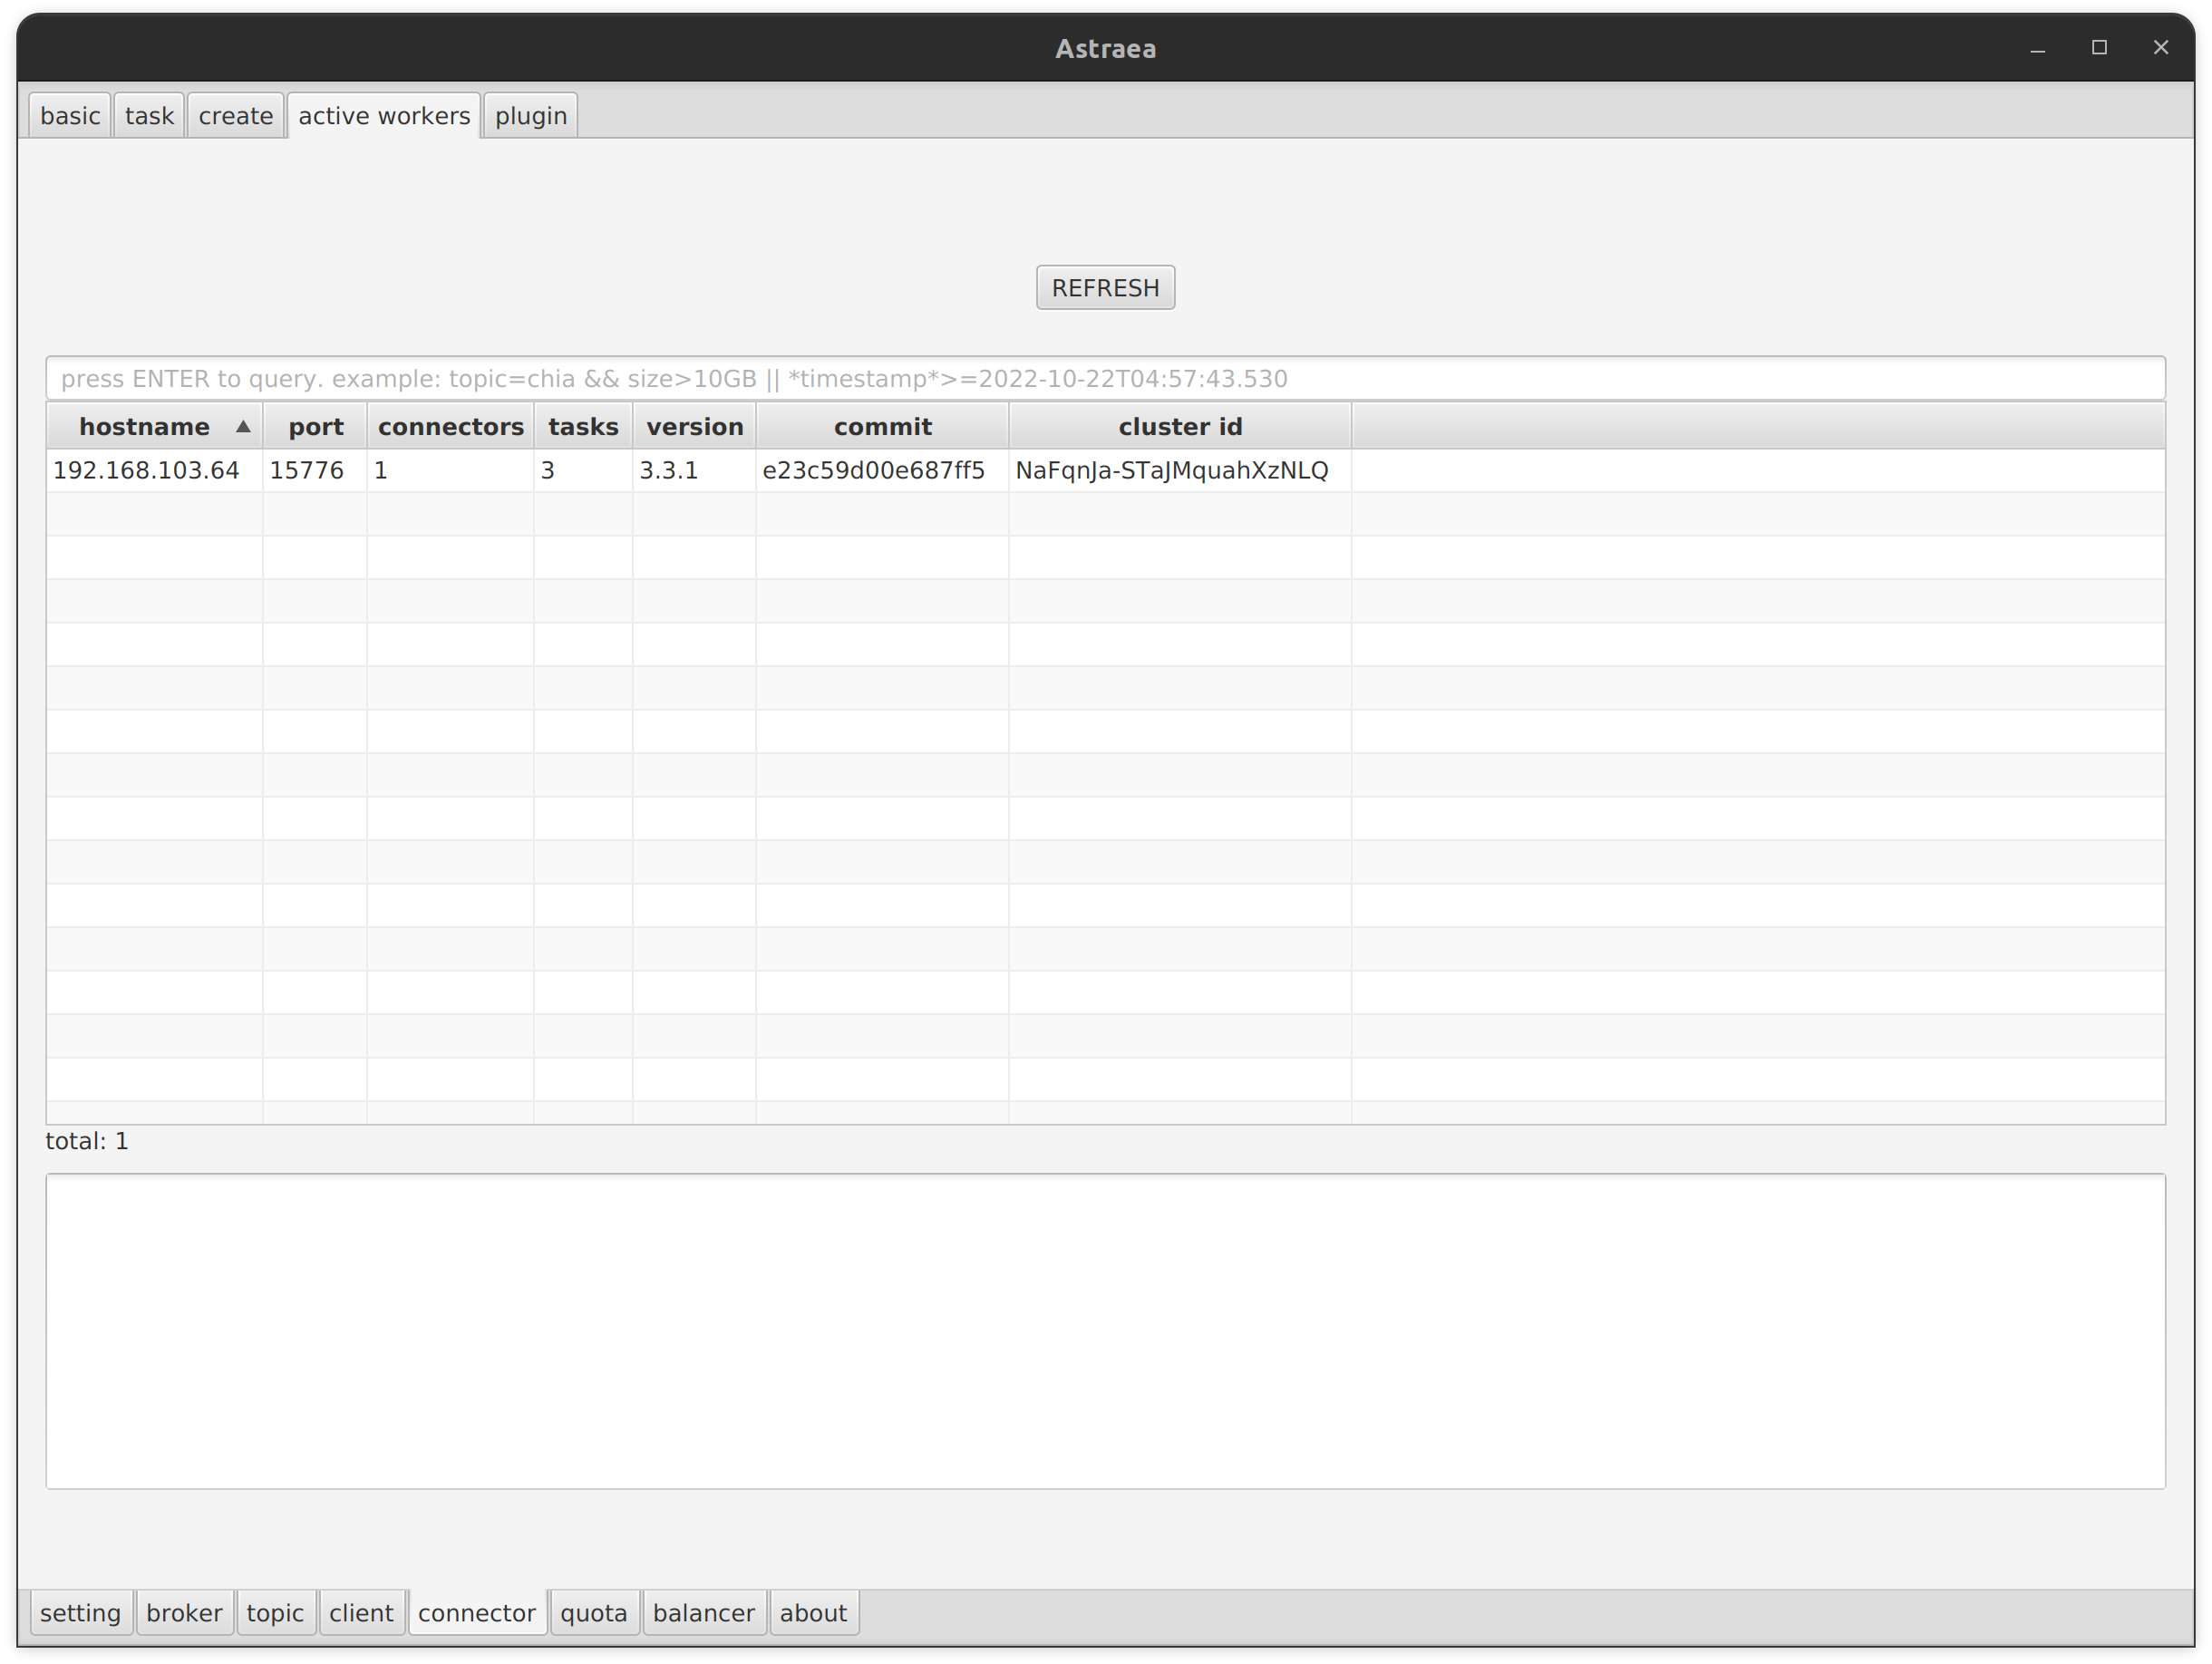 Astraea
basic task create active workers plugin
REFRESH
press ENTER to query. example: topic=chia && size>10GB || *timestamp*>=2022-10-22T04:57:43.530
hostname port connectors tasks version commit cluster id
192.168.103.64 15776 1 3 3.3.1 e23c59d00e687ff5 NaFqnJa-STaJMquahXzNLQ
total: 1
setting broker topic client connector quota balancer about